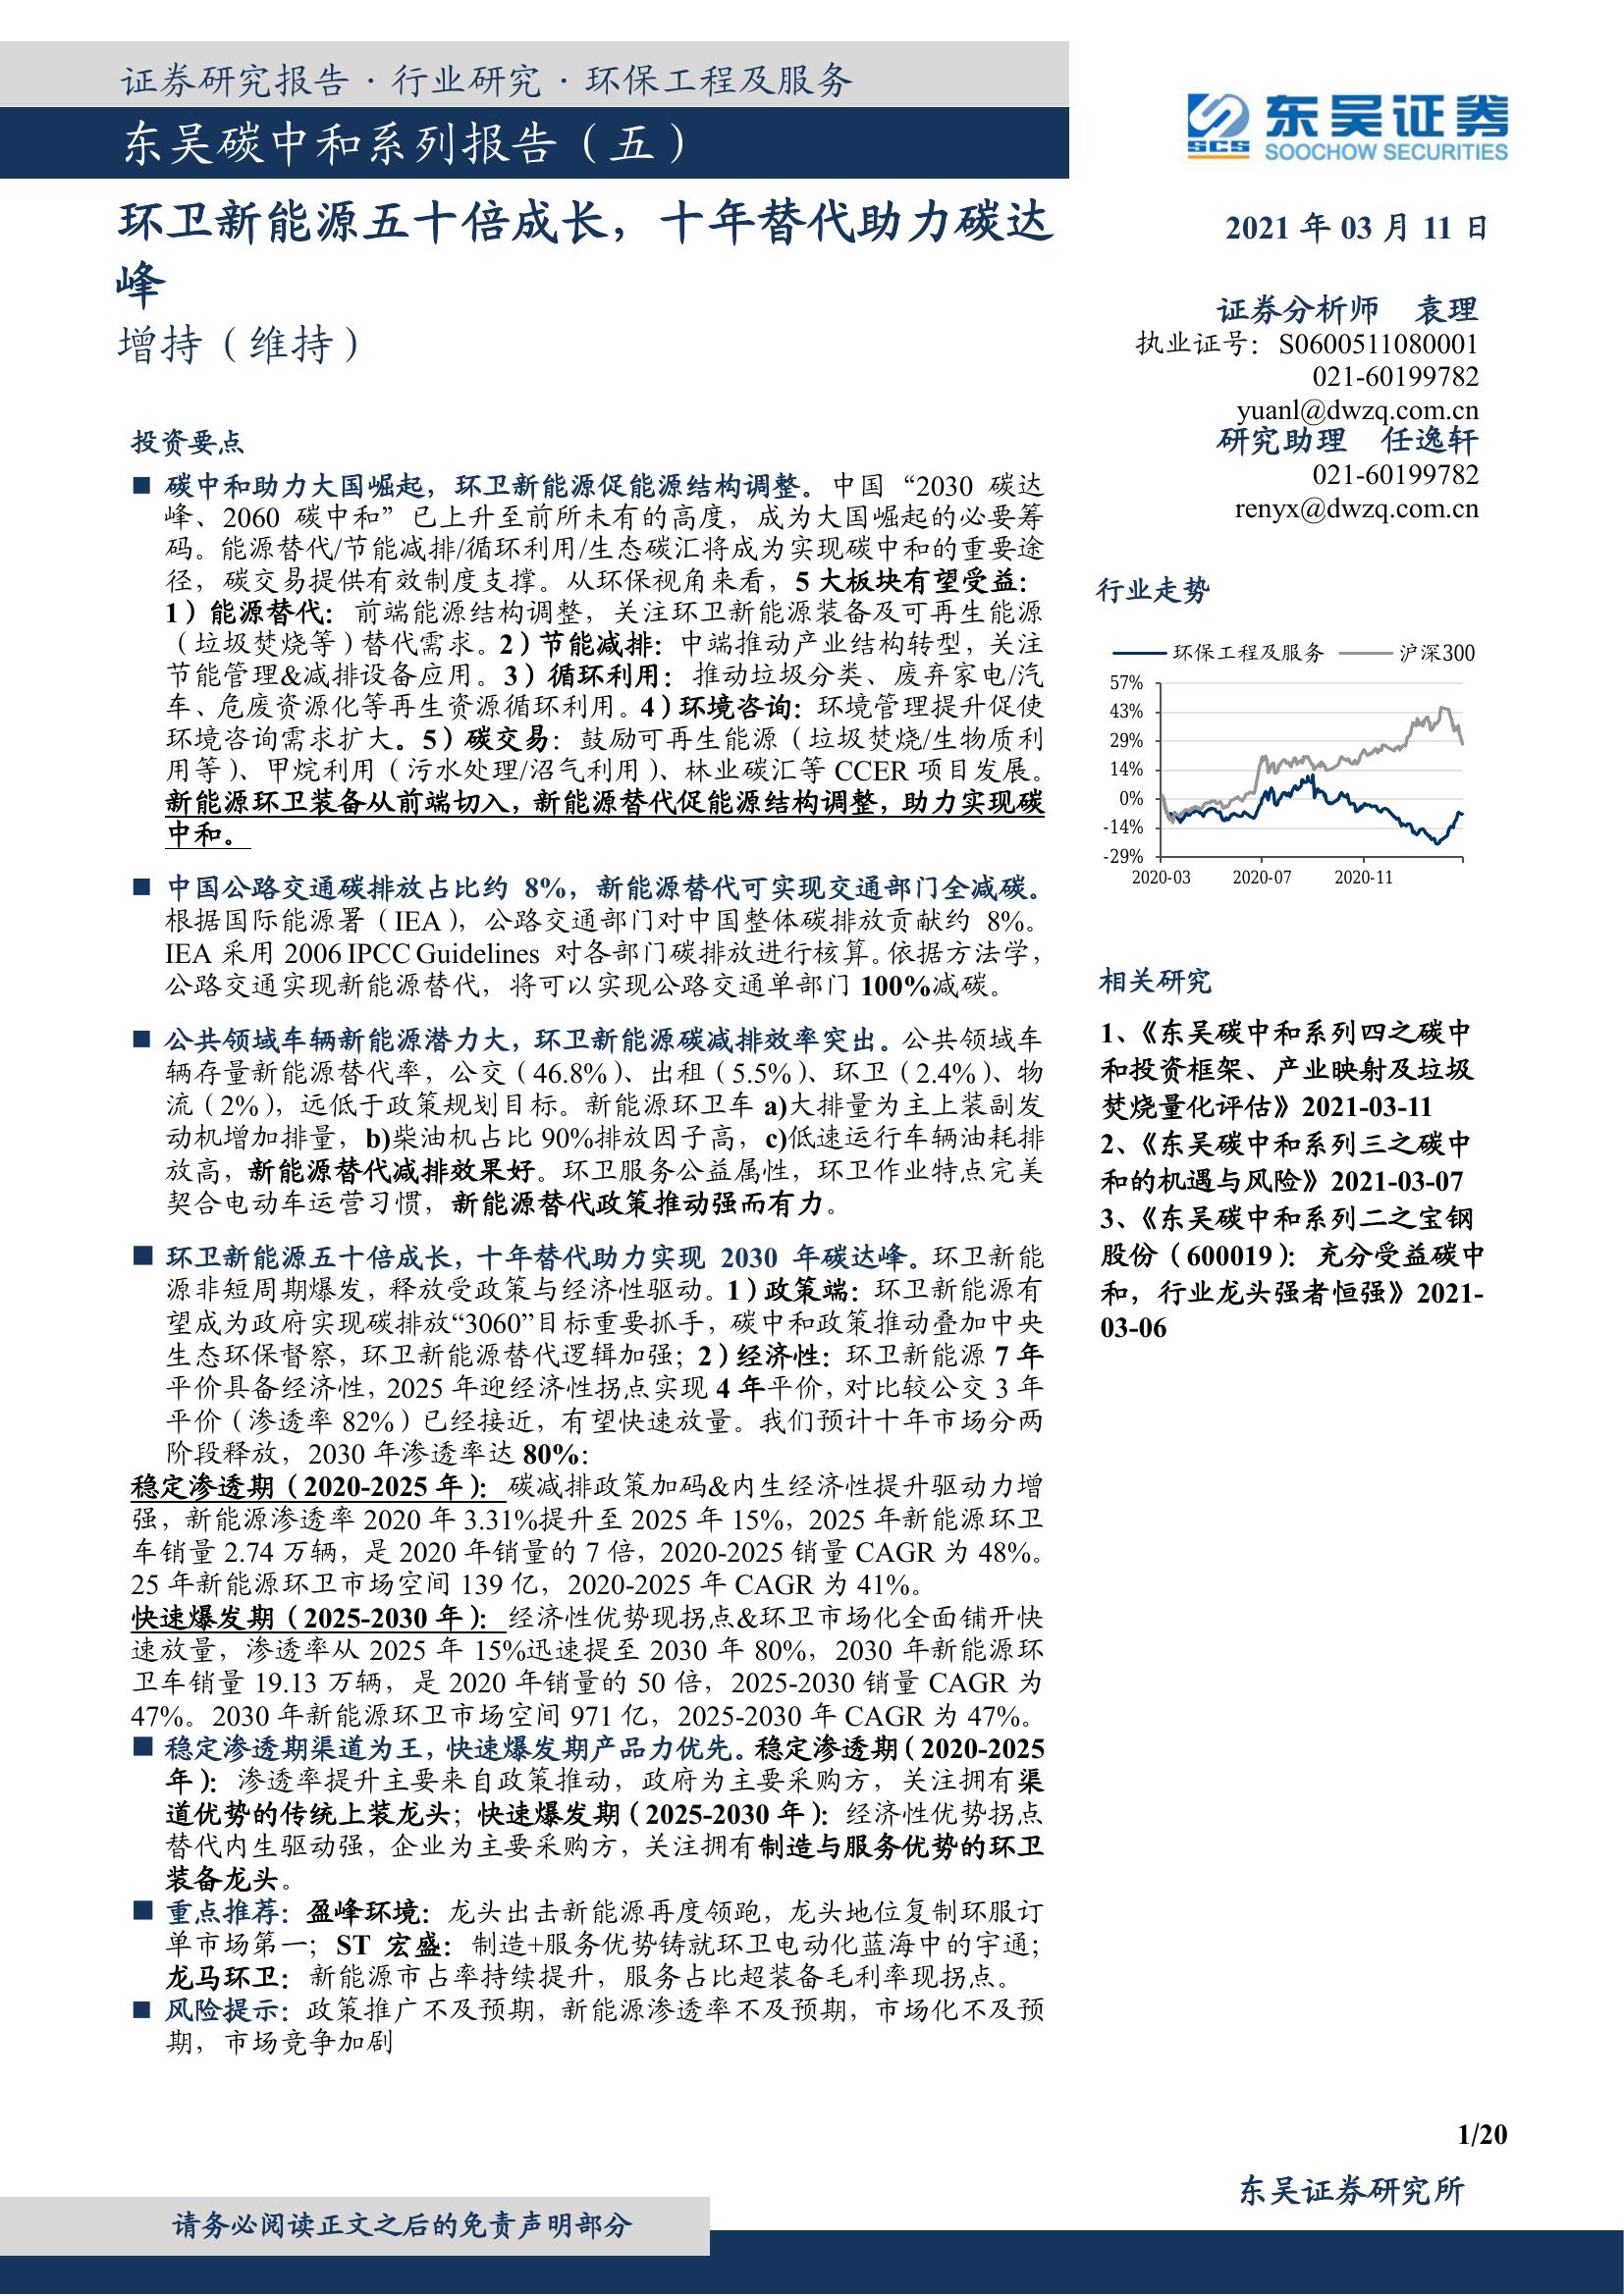 证券研究报告·行业研究·环保工程及服务
东吴碳中和系列报告（五）
东吴证券
SCS
SOOCHOW SECURITIES
环卫新能源五十倍成长，十年替代助力碳达
峰
增持（维持）
2021 年 03 月 11 日
证券分析师 袁理
执业证号：S0600511080001
021-60199782
yuanl@dwzq.com.cn
研究助理 任逸轩
021-60199782
renyx@dwzq.com.cn
投资要点
■ 碳中和助力大国崛起，环卫新能源促能源结构调整。中国“2030 碳达
峰、2060 碳中和”已上升至前所未有的高度，成为大国崛起的必要筹
码。能源替代/节能减排/循环利用/生态碳汇将成为实现碳中和的重要途
径，碳交易提供有效制度支撑。从环保视角来看，5 大板块有望受益：
1）能源替代：前端能源结构调整，关注环卫新能源装备及可再生能源
（垃圾焚烧等）替代需求。2）节能减排：中端推动产业结构转型，关注
节能管理&减排设备应用。3）循环利用：推动垃圾分类、废弃家电/汽
车、危废资源化等再生资源循环利用。4）环境咨询：环境管理提升促使
环境咨询需求扩大。5）碳交易：鼓励可再生能源（垃圾焚烧/生物质利
用等）、甲烷利用（污水处理/沼气利用）、林业碳汇等 CCER 项目发展。
新能源环卫装备从前端切入，新能源替代促能源结构调整，助力实现碳
中和。
■ 中国公路交通碳排放占比约 8%，新能源替代可实现交通部门全减碳。
根据国际能源署（IEA），公路交通部门对中国整体碳排放贡献约 8%。
IEA 采用 2006 IPCC Guidelines 对各部门碳排放进行核算。依据方法学，
公路交通实现新能源替代，将可以实现公路交通单部门 100%减碳。
■ 公共领域车辆新能源潜力大，环卫新能源碳减排效率突出。公共领域车
辆存量新能源替代率，公交（46.8%）、出租（5.5%）、环卫（2.4%）、物
流（2%），远低于政策规划目标。新能源环卫车 a)大排量为主上装副发
动机增加排量，b)柴油机占比 90%排放因子高，c)低速运行车辆油耗排
放高，新能源替代减排效果好。环卫服务公益属性，环卫作业特点完美
契合电动车运营习惯，新能源替代政策推动强而有力。
■ 环卫新能源五十倍成长，十年替代助力实现 2030 年碳达峰。环卫新能
源非短周期爆发，释放受政策与经济性驱动。1）政策端：环卫新能源有
望成为政府实现碳排放“3060”目标重要抓手，碳中和政策推动叠加中央
生态环保督察，环卫新能源替代逻辑加强；2）经济性：环卫新能源 7 年
平价具备经济性，2025 年迎经济性拐点实现 4 年平价，对比较公交 3 年
平价（渗透率 82%）已经接近，有望快速放量。我们预计十年市场分两
阶段释放，2030 年渗透率达 80%：
稳定渗透期（2020-2025 年）：碳减排政策加码&内生经济性提升驱动力增
强，新能源渗透率 2020 年 3.31%提升至 2025 年 15%，2025 年新能源环卫
车销量 2.74 万辆，是 2020 年销量的 7 倍，2020-2025 销量 CAGR 为 48%。
25 年新能源环卫市场空间 139 亿，2020-2025 年 CAGR 为 41%。
快速爆发期（2025-2030 年）：经济性优势现拐点&环卫市场化全面铺开快
速放量，渗透率从 2025 年 15%迅速提至 2030 年 80%，2030 年新能源环
卫车销量 19.13 万辆，是 2020 年销量的 50 倍，2025-2030 销量 CAGR 为
47%。2030 年新能源环卫市场空间 971 亿，2025-2030 年 CAGR 为 47%。
■ 稳定渗透期渠道为王，快速爆发期产品力优先。稳定渗透期（2020-2025
年）：渗透率提升主要来自政策推动，政府为主要采购方，关注拥有渠
道优势的传统上装龙头；快速爆发期（2025-2030 年）：经济性优势拐点
替代内生驱动强，企业为主要采购方，关注拥有制造与服务优势的环卫
装备龙头。
■ 重点推荐：盈峰环境：龙头出击新能源再度领跑，龙头地位复制环服订
单市场第一；ST 宏盛：制造+服务优势铸就环卫电动化蓝海中的宇通；
龙马环卫：新能源市占率持续提升，服务占比超装备毛利率现拐点。
■ 风险提示：政策推广不及预期，新能源渗透率不及预期，市场化不及预
期，市场竞争加剧
行业走势
环保工程及服务 沪深300
57%
43%
29%
14%
0%
-14%
-29%
2020-03 2020-07 2020-11
相关研究
1、《东吴碳中和系列四之碳中
和投资框架、产业映射及垃圾
焚烧量化评估》2021-03-11
2、《东吴碳中和系列三之碳中
和的机遇与风险》2021-03-07
3、《东吴碳中和系列二之宝钢
股份（600019）：充分受益碳中
和，行业龙头强者恒强》2021-
03-06
1/20
东吴证券研究所
请务必阅读正文之后的免责声明部分